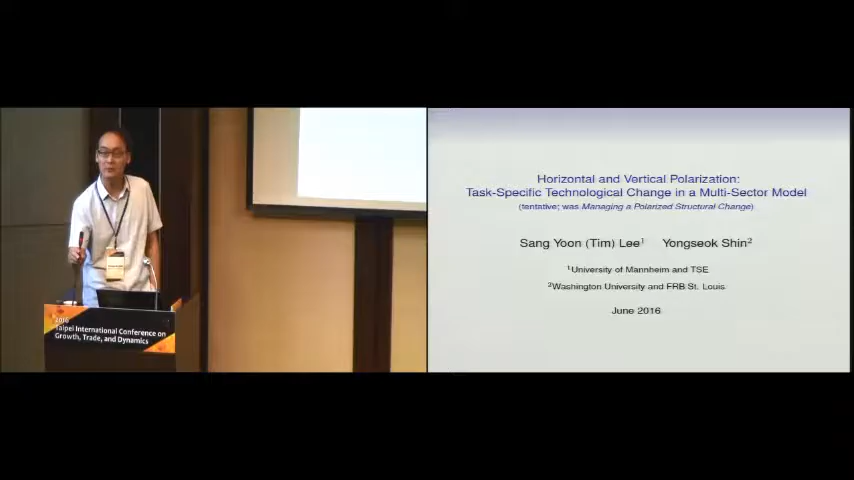 2016
Taipei International Conference on
Growth, Trade, and Dynamics
Horizontal and Vertical Polarization:
Task-Specific Technological Change in a Multi-Sector Model
(tentative; was Managing a Polarized Structural Change)
Sang Yoon (Tim) Lee¹ Yongseok Shin²
¹University of Mannheim and TSE
²Washington University and FRB St. Louis
June 2016